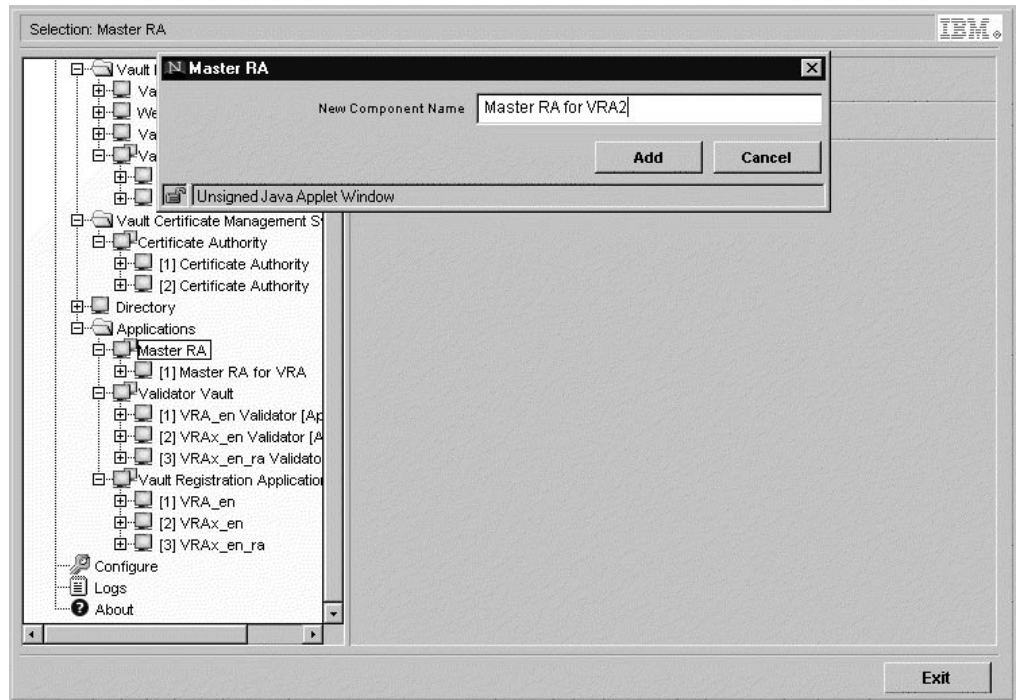 Selection: Master RA
IBM
Vault
Master RA
Va
New Component Name Master RA for VRA2
We
Va
Va
Add Cancel
Unsigned Java Applet Window
Vault Certificate Management S
Certificate Authority
[1] Certificate Authority
[2] Certificate Authority
Directory
Applications
Master RA
[1] Master RA for VRA
Validator Vault
[1] VRA_en Validator [Ap
[2] VRAx_en Validator [A
[3] VRAx_en_ra Validato
Vault Registration Application
[1] VRA_en
[2] VRAx_en
[3] VRAx_en_ra
Configure
Logs
About
Exit